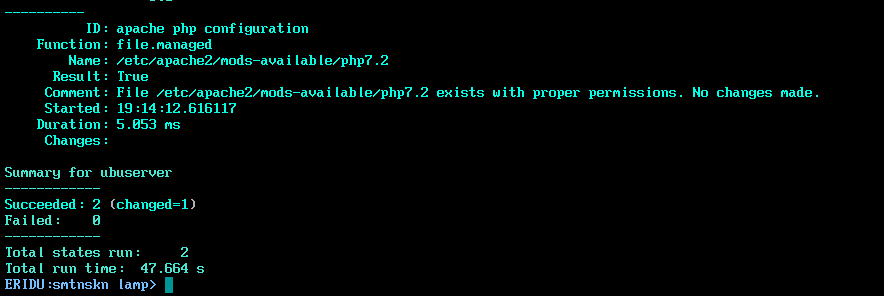 ----------
ID: apache php configuration
Function: file.managed
Name: /etc/apache2/mods-available/php7.2
Result: True
Comment: File /etc/apache2/mods-available/php7.2 exists with proper permissions. No changes made.
Started: 19:14:12.616117
Duration: 5.053 ms
Changes:
Summary for ubuserver
------------
Succeeded: 2 (changed=1)
Failed: 0
------------
Total states run: 2
Total run time: 47.664 s
ERIDU:smtnskn lamp>